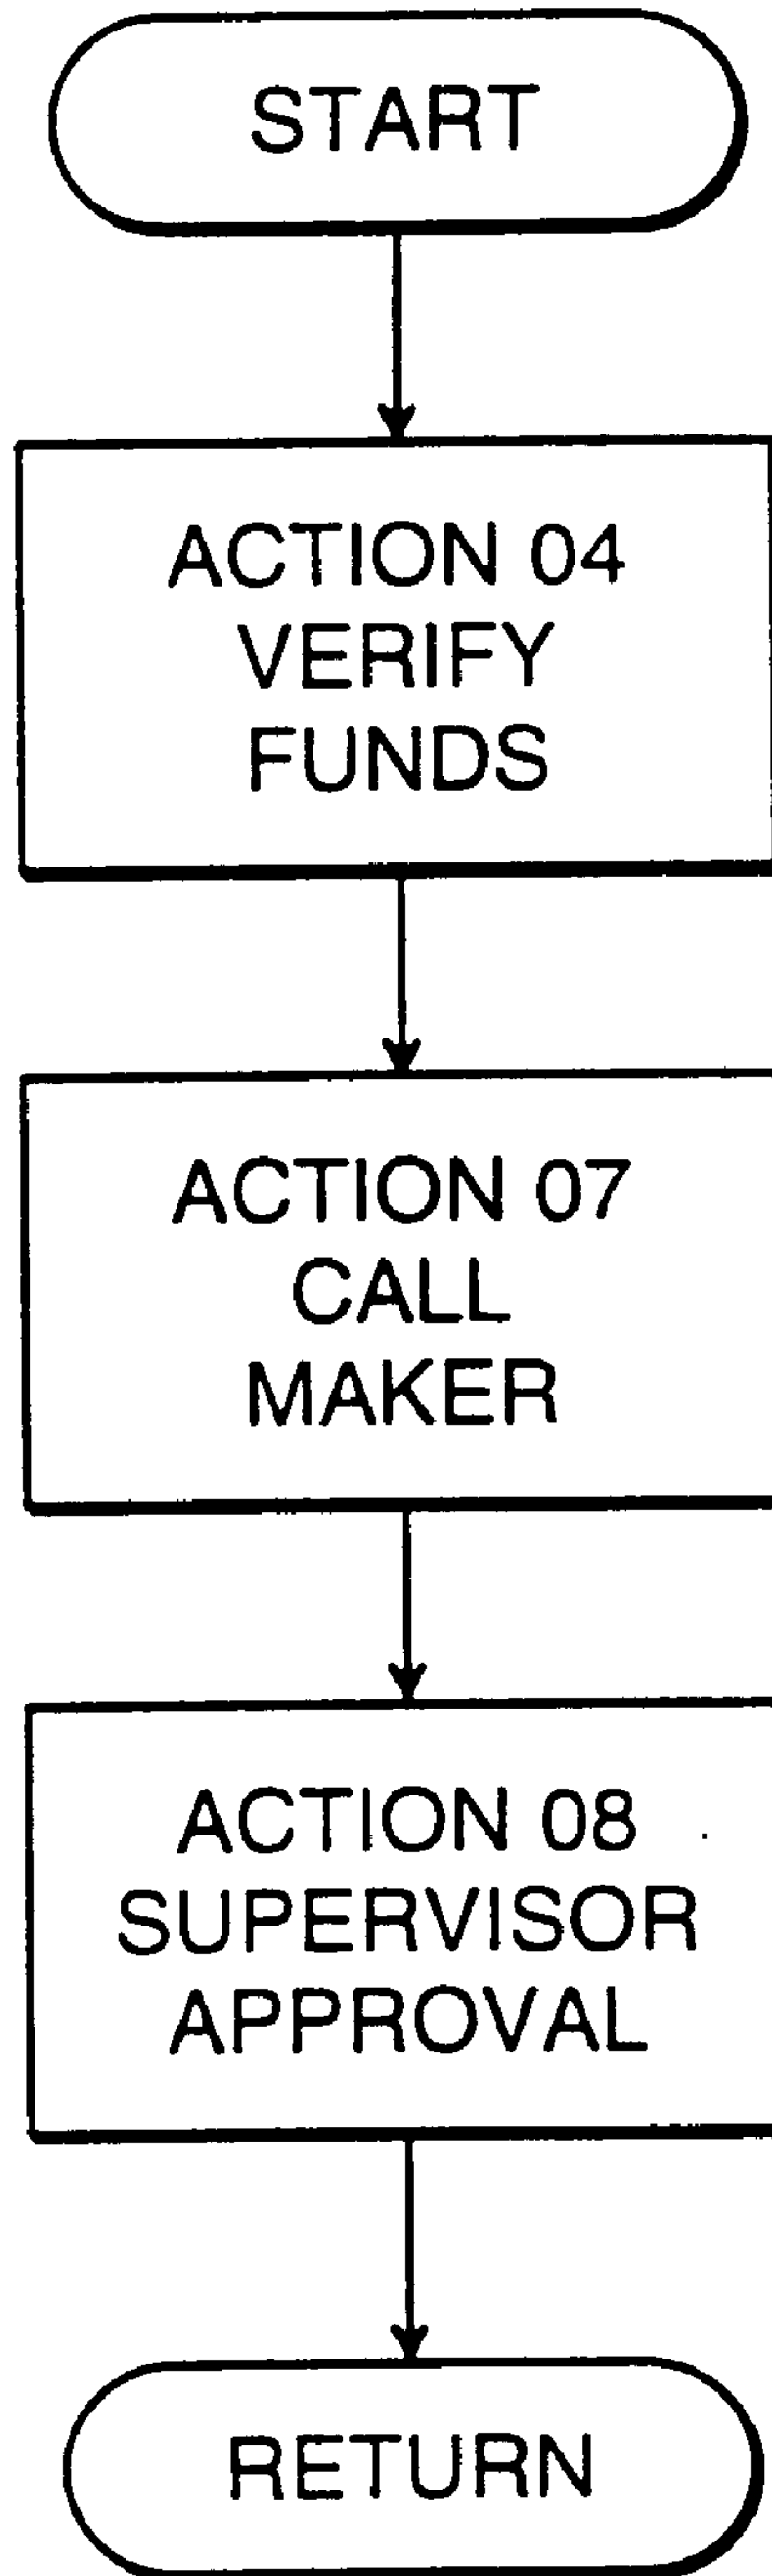 START
ACTION 04
VERIFY
FUNDS
ACTION 07
CALL
MAKER
ACTION 08
SUPERVISOR
APPROVAL
RETURN